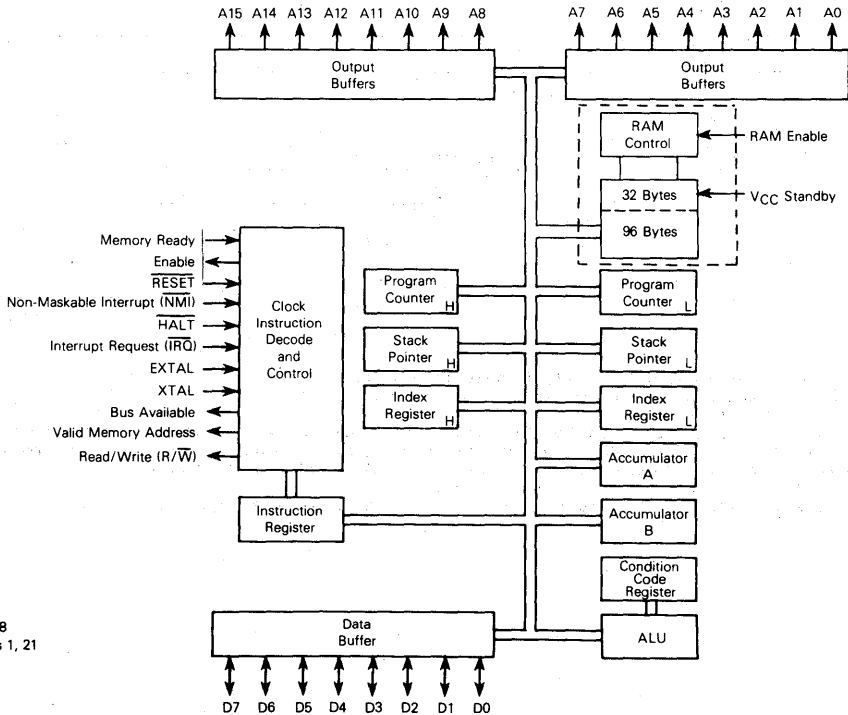 A15 A14 A13 A12 A11 A10 A9 A8
A7 A6 A5 A4 A3 A2 A1 A0
Output
Buffers
Output
Buffers
RAM
Control
RAM Enable
32 Bytes
VCC Standby
96 Bytes
Memory Ready
Enable
RESET
Non-Maskable Interrupt (NMI)
HALT
Interrupt Request (IRQ)
EXTAL
XTAL
Bus Available
Valid Memory Address
Read/Write (R/W)
Clock
Instruction
Decode
and
Control
Program
Counter H
Program
Counter L
Stack
Pointer H
Stack
Pointer L
Index
Register H
Index
Register L
Accumulator
A
Instruction
Register
Accumulator
B
Condition
Code
Register
ALU
Data
Buffer
8
s 1, 21
D7 D6 D5 D4 D3 D2 D1 D0